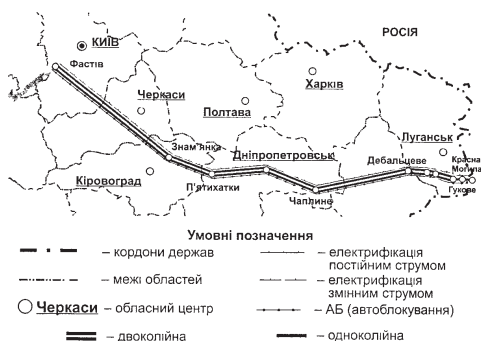 РОСІЯ
КИЇВ
Фастів
Харків
Черкаси
Полтава
Луганськ
Знам'янка
Дніпропетровськ
Дебальцеве
Красна
Могила
Кіровоград
П'ятихатки
Гукове
Чаплине
Умовні позначення
– кордони держав
– електрифікація
постійним струмом
– межі областей
– електрифікація
змінним струмом
Черкаси – обласний центр
– АБ (автоблокування)
– двоколійна
– одноколійна